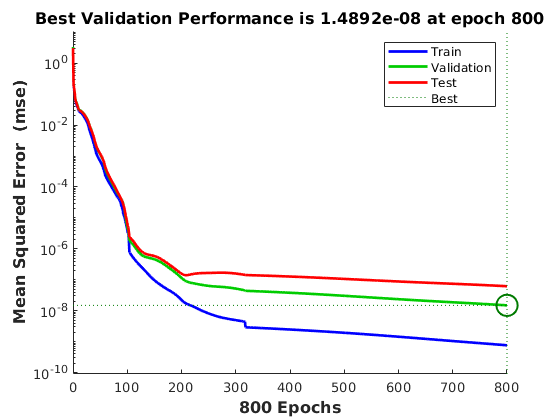 Best Validation Performance is 1.4892e-08 at epoch 800
Mean Squared Error (mse)
10^0
10^-2
10^-4
10^-6
10^-8
10^-10
Train
Validation
Test
Best
0 100 200 300 400 500 600 700 800
800 Epochs